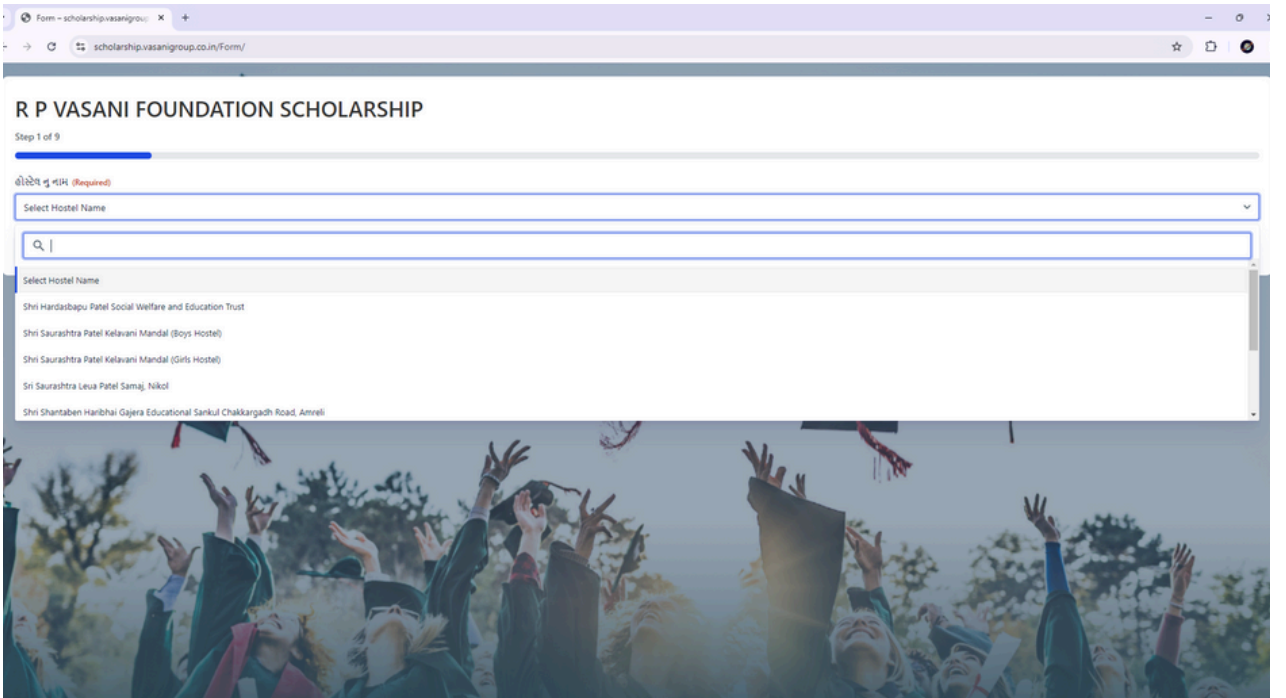 Form – scholarship.vasanigrou
scholarship.vasanigroup.co.in/Form/
R P VASANI FOUNDATION SCHOLARSHIP
Step 1 of 9
હોસ્ટેલ નુ નામ (Required)
Select Hostel Name
Select Hostel Name
Shri Hardasbapu Patel Social Welfare and Education Trust
Shri Saurashtra Patel Kelavani Mandal (Boys Hostel)
Shri Saurashtra Patel Kelavani Mandal (Girls Hostel)
Sri Saurashtra Leua Patel Samaj, Nikol
Shri Shantaben Haribhai Gajera Educational Sankul Chakkargadh Road, Amreli